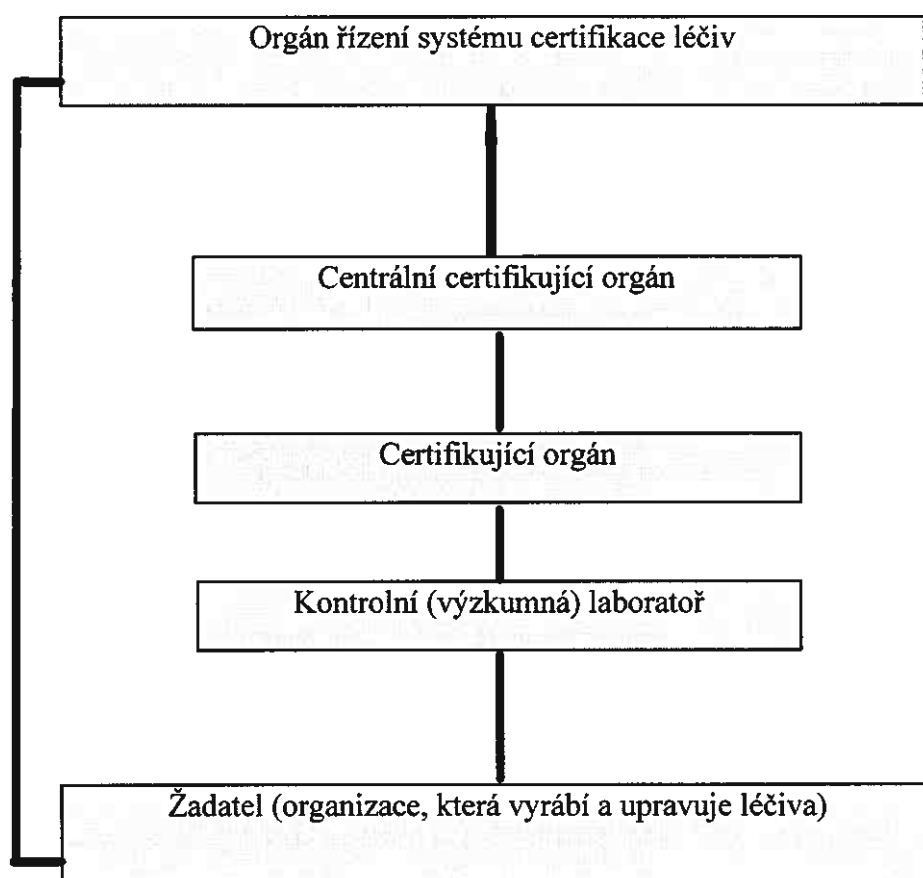 Orgán řízení systému certifikace léčiv
Centrální certifikující orgán
Certifikující orgán
Kontrolní (výzkumná) laboratoř
Žadatel (organizace, která vyrábí a upravuje léčiva)